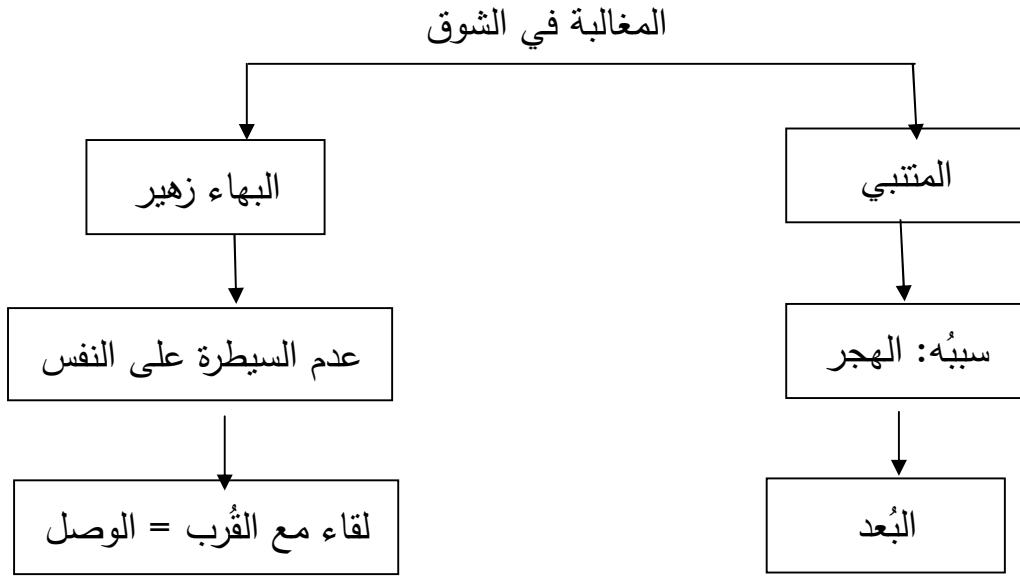 المغالبة في الشوق
المتنبي
البهاء زهير
سببُه: الهجر
عدم السيطرة على النفس
البُعد
لقاء مع القُرب = الوصل